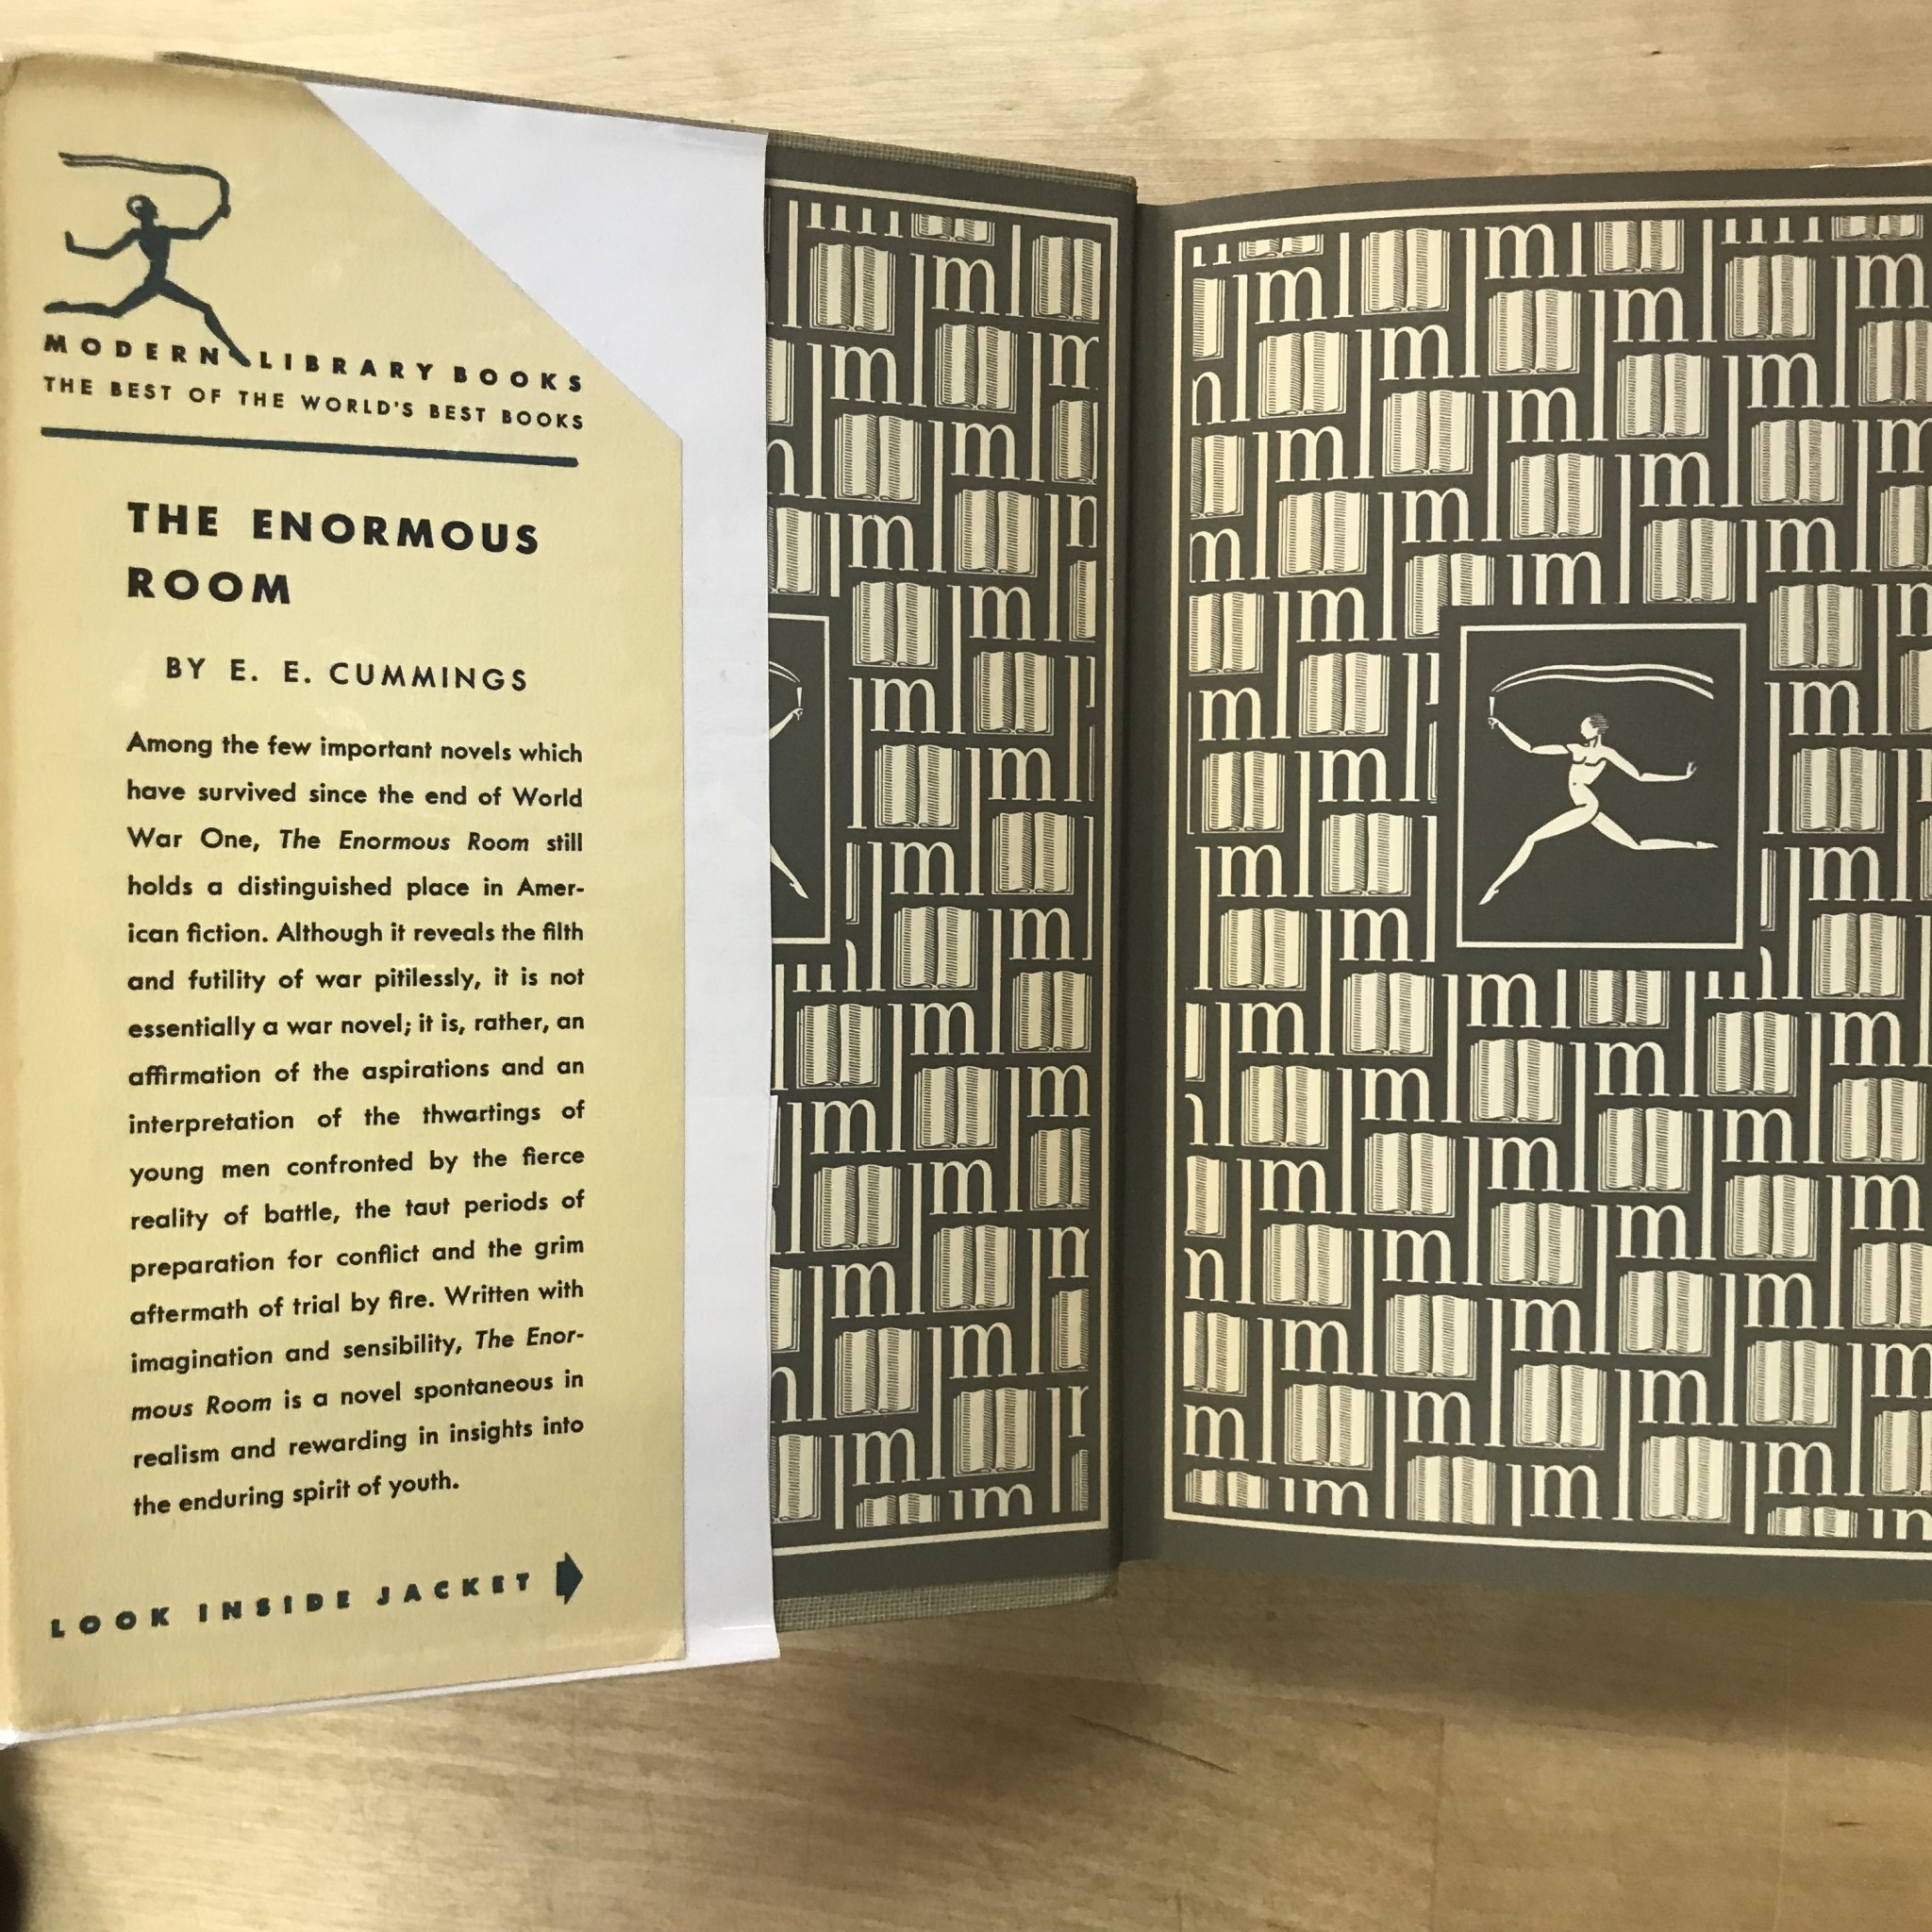 MODERN LIBRARY BOOKS
THE BEST OF THE WORLD'S BEST BOOKS
THE ENORMOUS
ROOM
BY E. E. CUMMINGS
Among the few important novels which
have survived since the end of World
War One, The Enormous Room still
holds a distinguished place in Amer-
ican fiction. Although it reveals the filth
and futility of war pitilessly, it is not
essentially a war novel; it is, rather, an
affirmation of the aspirations and an
interpretation of the thwartings of
young men confronted by the fierce
reality of battle, the taut periods of
preparation for conflict and the grim
aftermath of trial by fire. Written with
imagination and sensibility, The Enor-
mous Room is a novel spontaneous in
realism and rewarding in insights into
the enduring spirit of youth.
LOOK INSIDE JACKET